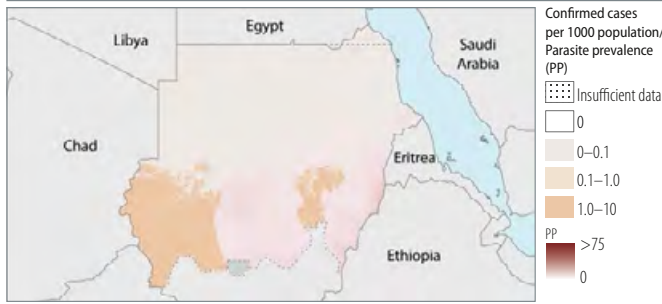 Libya
Egypt
Saudi
Arabia
Chad
Eritrea
Ethiopia
Confirmed cases
per 1000 population/
Parasite prevalence
(PP)
Insufficient data
0
0–0.1
0.1–1.0
1.0–10
PP
>75
0